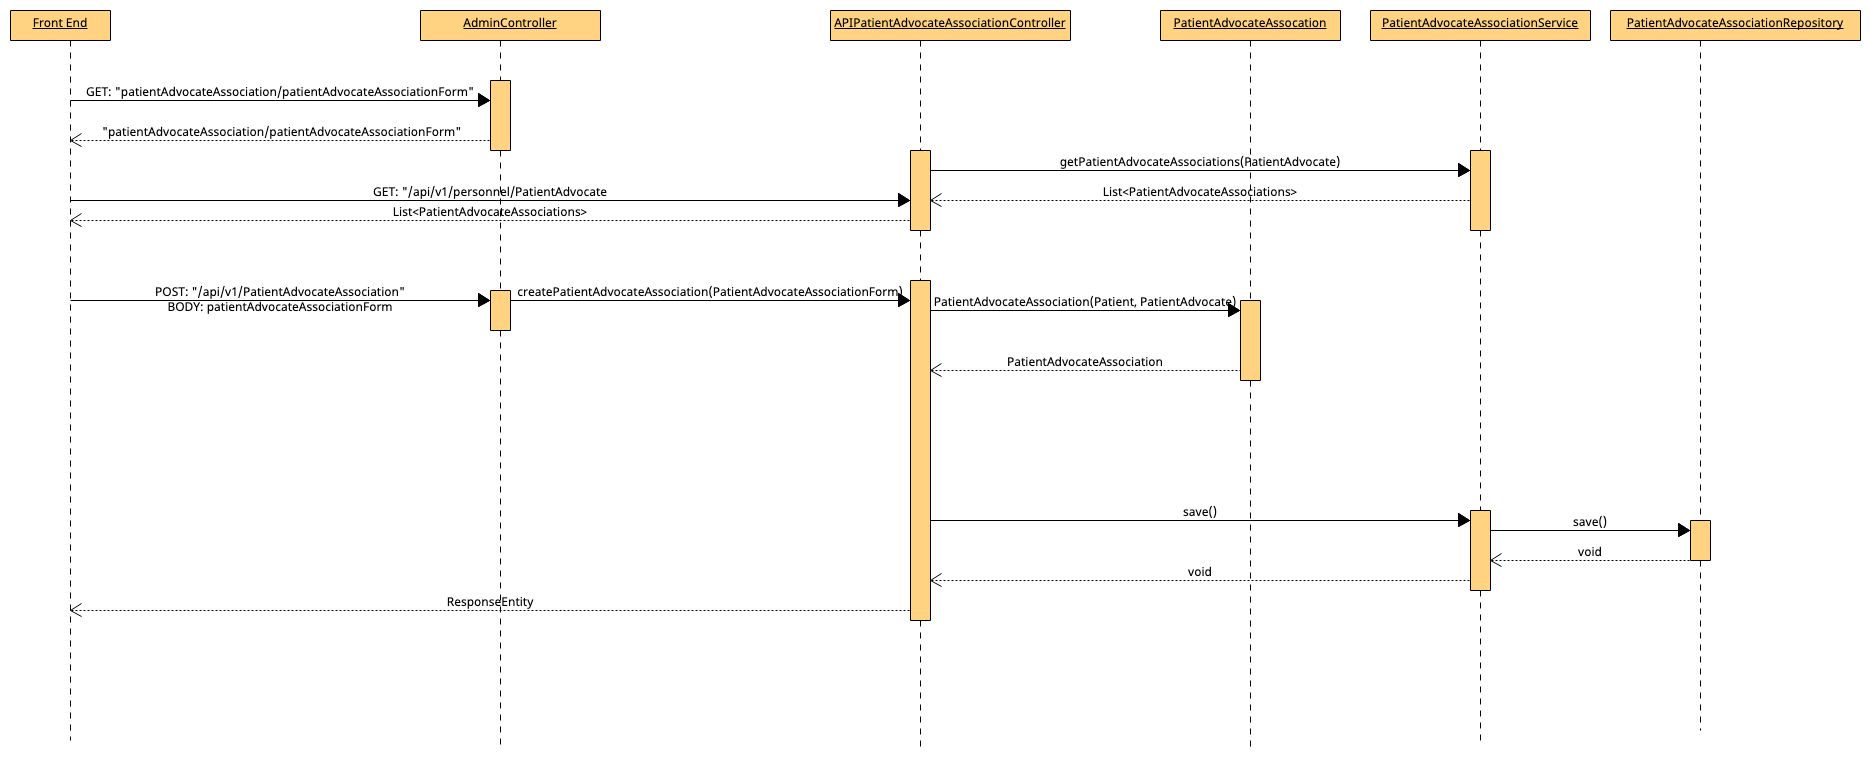 Front End
AdminController
APIPatientAdvocateAssociationController
PatientAdvocateAssocation
PatientAdvocateAssociationService
PatientAdvocateAssociationRepository
GET: "patientAdvocateAssociation/patientAdvocateAssociationForm"
"patientAdvocateAssociation/patientAdvocateAssociationForm"
getPatientAdvocateAssociations(PatientAdvocate)
GET: "/api/v1/personnel/PatientAdvocate
List<PatientAdvocateAssociations>
List<PatientAdvocateAssociations>
POST: "/api/v1/PatientAdvocateAssociation"
BODY: patientAdvocateAssociationForm
createPatientAdvocateAssociation(PatientAdvocateAssociationForm)
PatientAdvocateAssociation(Patient, PatientAdvocate)
PatientAdvocateAssociation
save()
save()
void
void
ResponseEntity